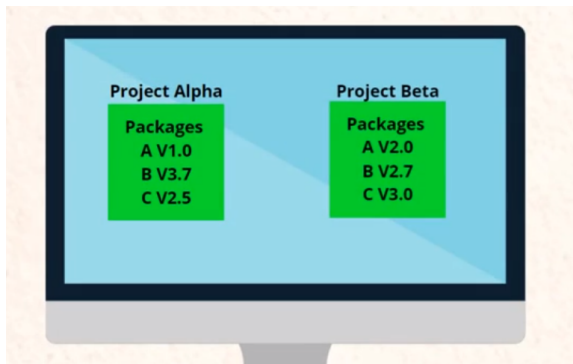 Project Alpha
Packages
A V1.0
B V3.7
C V2.5
Project Beta
Packages
A V2.0
B V2.7
C V3.0